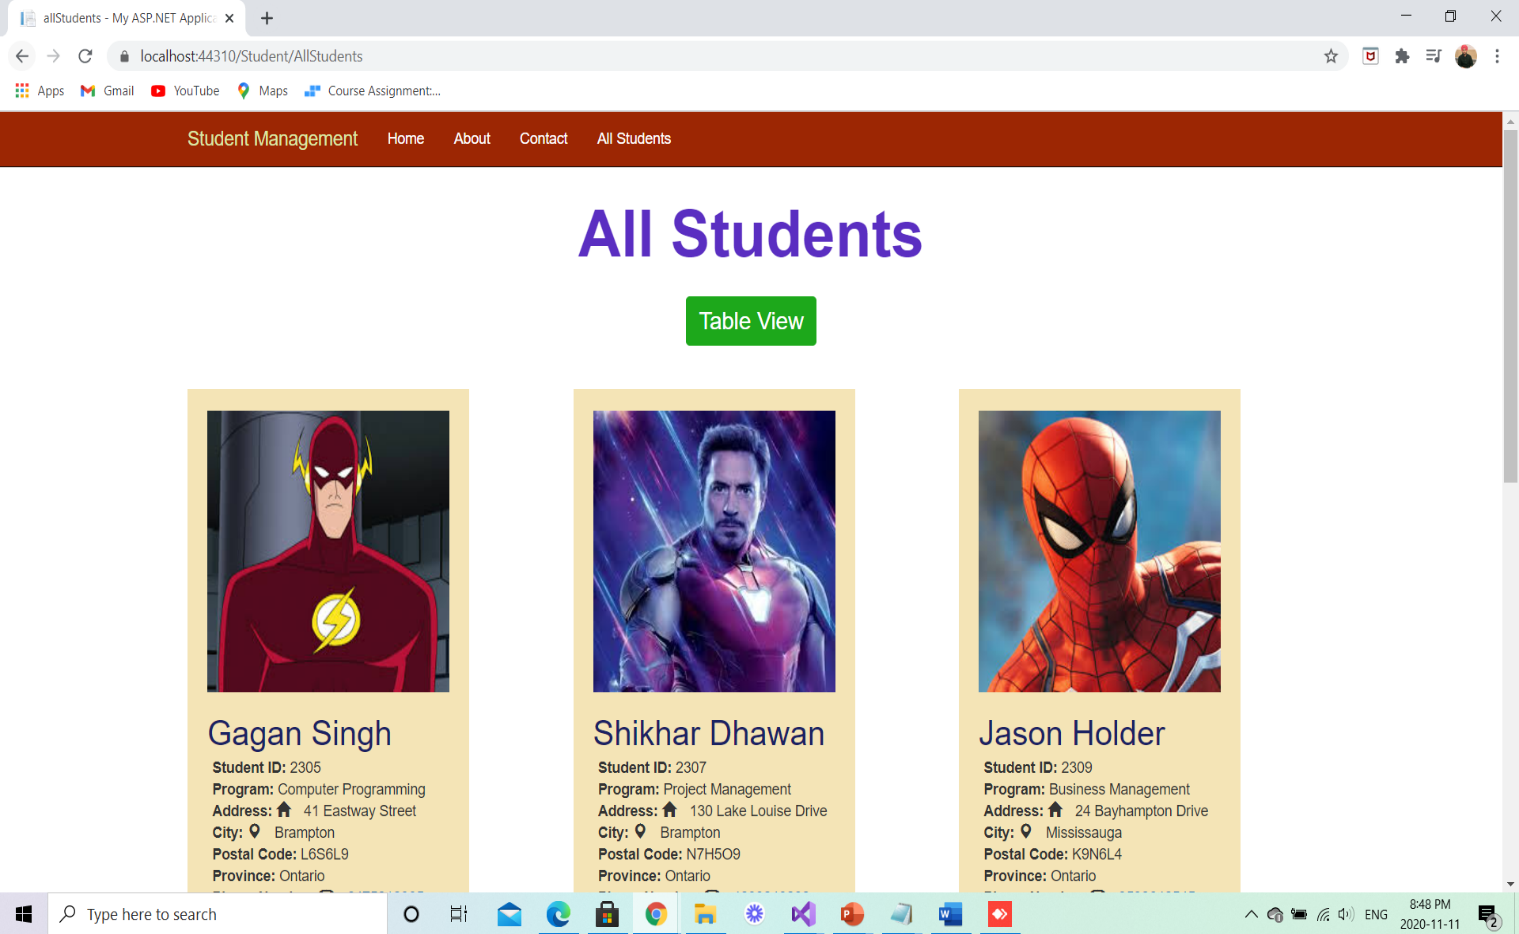 allStudents - My ASP.NET Applica
localhost:44310/Student/AllStudents
Apps Gmail YouTube Maps Course Assignment:...
Student Management Home About Contact All Students
All Students
Table View
Gagan Singh
Student ID: 2305
Program: Computer Programming
Address: 41 Eastway Street
City: Brampton
Postal Code: L6S6L9
Province: Ontario
Shikhar Dhawan
Student ID: 2307
Program: Project Management
Address: 130 Lake Louise Drive
City: Brampton
Postal Code: N7H5O9
Province: Ontario
Jason Holder
Student ID: 2309
Program: Business Management
Address: 24 Bayhampton Drive
City: Mississauga
Postal Code: K9N6L4
Province: Ontario
Type here to search
ENG
8:48 PM
2020-11-11
2